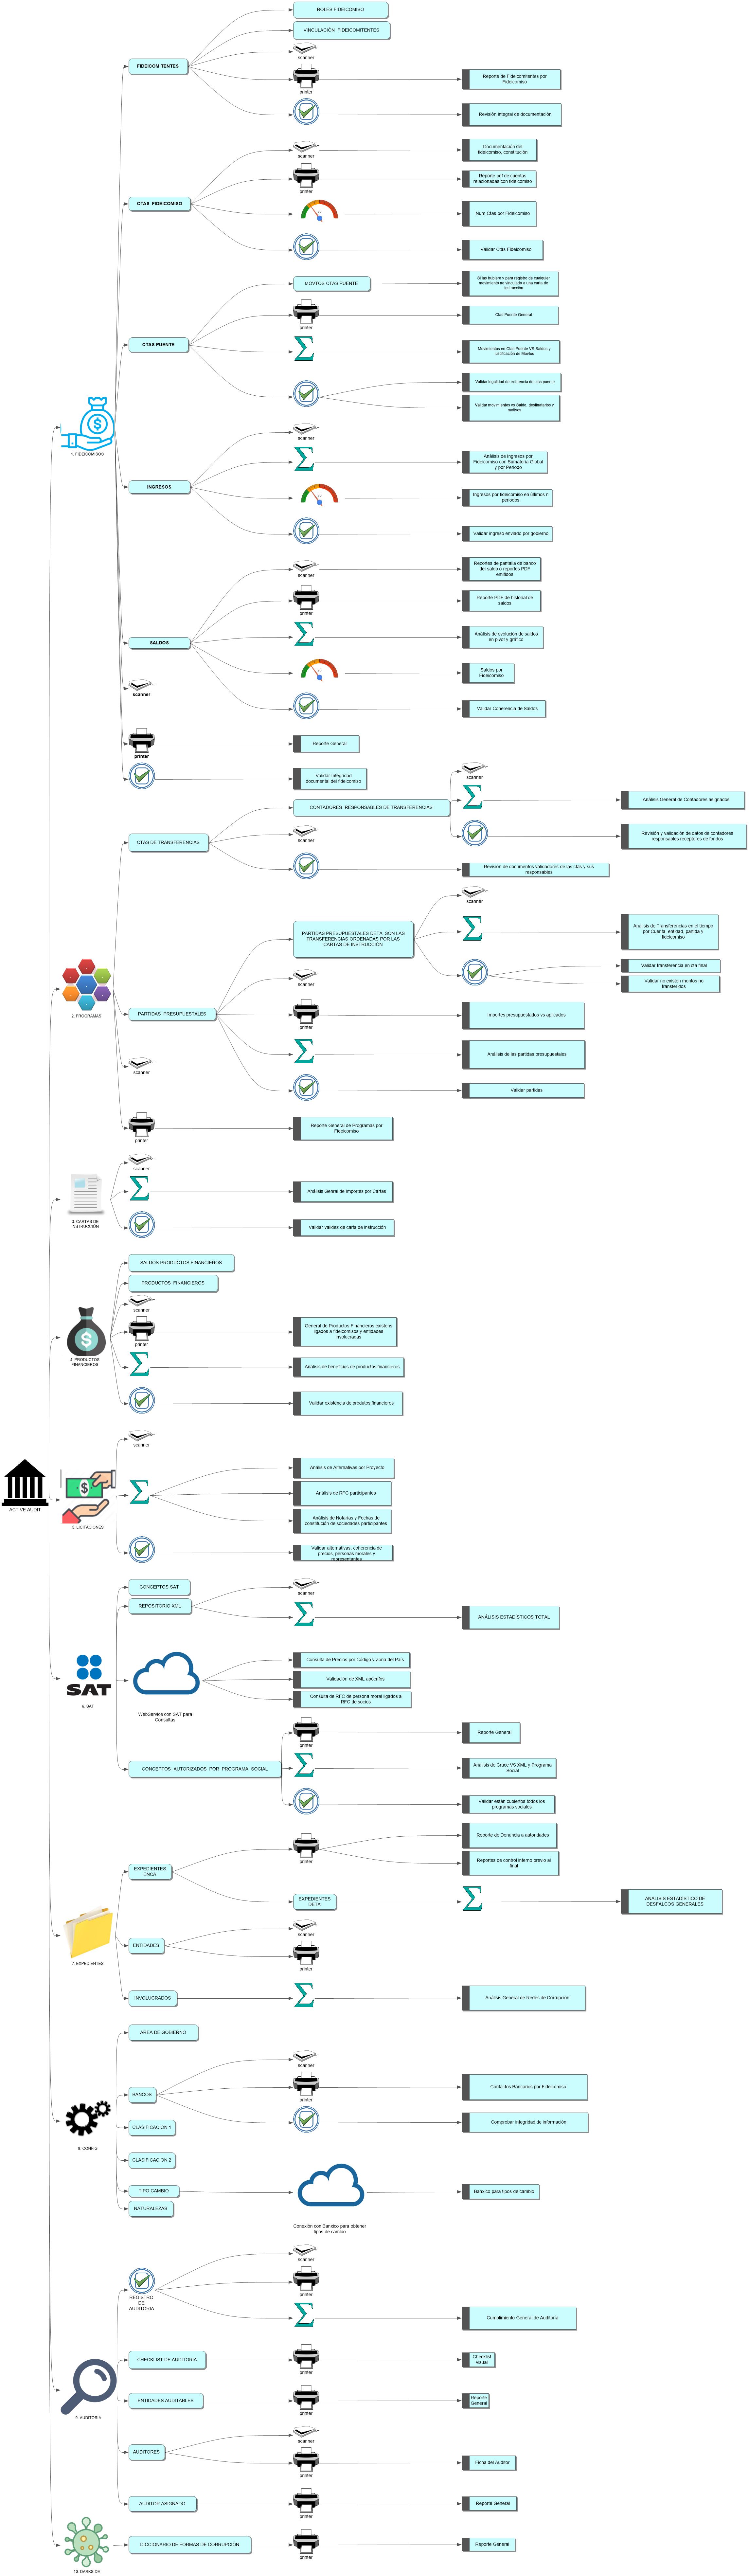 ROLES FIDEICOMISO
VINCULACIÓN FIDEICOMITENTES
scanner
FIDEICOMITENTES
printer
Reporte de Fideicomitentes por
Fideicomiso
Revisión integral de documentación
scanner
Documentación del
fideicomiso, constitución
printer
Reporte pdf de cuentas
relacionadas con fideicomiso
CTAS FIDEICOMISO
Num Ctas por Fideicomiso
Validar Ctas Fideicomiso
MOVTOS CTAS PUENTE
Si las hubiere y para registro de cualquier
movimiento no vinculado a una carta de
instrucción
printer
Ctas Puente General
CTAS PUENTE
Movimientos en Ctas Puente VS Saldos y
justificación de Movtos
Validar legalidad de existencia de ctas puente
Validar movimientos vs Saldo, destinatarios y
motivos
1. FIDEICOMISOS
scanner
Análisis de ingresos por
Fideicomiso con Sumatoria Global
y por Periodo
INGRESOS
Ingresos por fideicomiso en últimos n
periodos
Validar ingreso enviado por gobierno
scanner
Recortes de pantalla de banco
del saldo o reportes PDF
emitidos
printer
Reporte PDF de historial de
saldos
SALDOS
Análisis de evolución de saldos
en pivot y gráfico
Saldos por
Fideicomiso
Validar Coherencia de Saldos
scanner
printer
Reporte General
Validar integridad
documental del fideicomiso
CONTADORES RESPONSABLES DE TRANSFERENCIAS
scanner
Análisis General de Contadores asignados
Revisión y validación de datos de contadores
responsables receptores de fondos
CTAS DE TRANSFERENCIAS
scanner
Revisión de documentos validadores de las ctas y sus
responsables
PARTIDAS PRESUPUESTALES DETA SON LAS
TRANSFERENCIAS ORDENADAS POR LAS
CARTAS DE INSTRUCCIÓN
scanner
Análisis de Transferencias en el tiempo
por Cuenta, entidad, partida y
fideicomiso
Validar transferencia en cta final
Validar no existen montos no
transferidos
2. PROGRAMAS
scanner
PARTIDAS PRESUPUESTALES
printer
Importes presupuestados vs aplicados
Análisis de las partidas presupuestales
Validar partidas
scanner
printer
Reporte General de Programas por
Fideicomiso
scanner
3. CARTAS DE
INSTRUCCIÓN
Análisis Genral de Importes por Cartas
Validar validez de carta de instrucción
SALDOS PRODUCTOS FINANCIEROS
PRODUCTOS FINANCIEROS
scanner
printer
General de Productos Financieros existens
ligados a fideicomisos y entidades
involucradas
4. PRODUCTOS
FINANCIEROS
Análisis de beneficios de productos financieros
Validar existencia de produtos financieros
ACTIVE AUDIT
scanner
5. LICITACIONES
Análisis de Alternativas por Proyecto
Análisis de RFC participantes
Análisis de Notarías y Fechas de
constitución de sociedades participantes
Validar alternativas, coherencia de
precios, personas morales y
representantes
CONCEPTOS SAT
REPOSITORIO XML
scanner
ANÁLISIS ESTADÍSTICOS TOTAL
SAT
6. SAT
WebService con SAT para
Consultas
Consulta de Precios por Código y Zona del País
Validación de XML apócrifos
Consulta de RFC de persona moral ligados a
RFC de socios
CONCEPTOS AUTORIZADOS POR PROGRAMA SOCIAL
printer
Reporte General
Análisis de Cruce VS XML y Programa
Social
Validar están cubiertos todos los
programas sociales
EXPEDIENTES
ENCA
printer
Reporte de Denuncia a autoridades
Reportes de control interno previo al
final
EXPEDIENTES
DETA
ANÁLISIS ESTADÍSTICO DE
DESFALCOS GENERALES
7. EXPEDIENTES
ENTIDADES
scanner
printer
INVOLUCRADOS
Análisis General de Redes de Corrupción
ÁREA DE GOBIERNO
8. CONFIG
BANCOS
scanner
printer
Contactos Bancarios por Fideicomiso
Comprobar integridad de información
CLASIFICACION 1
CLASIFICACION 2
TIPO CAMBIO
Conexión con Banxico para obtener
tipos de cambio
Banxico para tipos de cambio
NATURALEZAS
scanner
REGISTRO
DE
AUDITORIA
printer
Cumplimiento General de Auditoría
9. AUDITORIA
CHECKLIST DE AUDITORIA
printer
Checklist
visual
ENTIDADES AUDITABLES
printer
Reporte
General
AUDITORES
scanner
printer
Ficha del Auditor
AUDITOR ASIGNADO
printer
Reporte General
10. DARKSIDE
DICCIONARIO DE FORMAS DE CORRUPCIÓN
printer
Reporte General